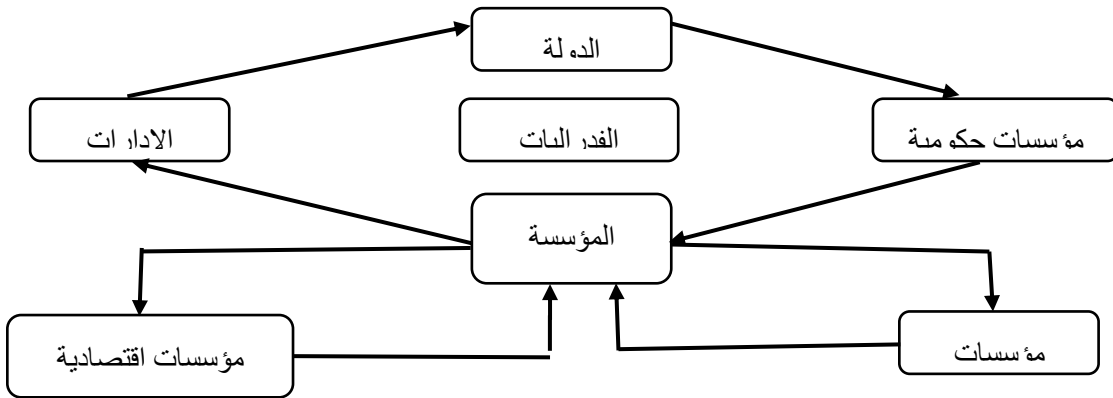 الدولة
مؤسسات حكومية
الفدراليات
الادارات
المؤسسة
مؤسسات
مؤسسات اقتصادية